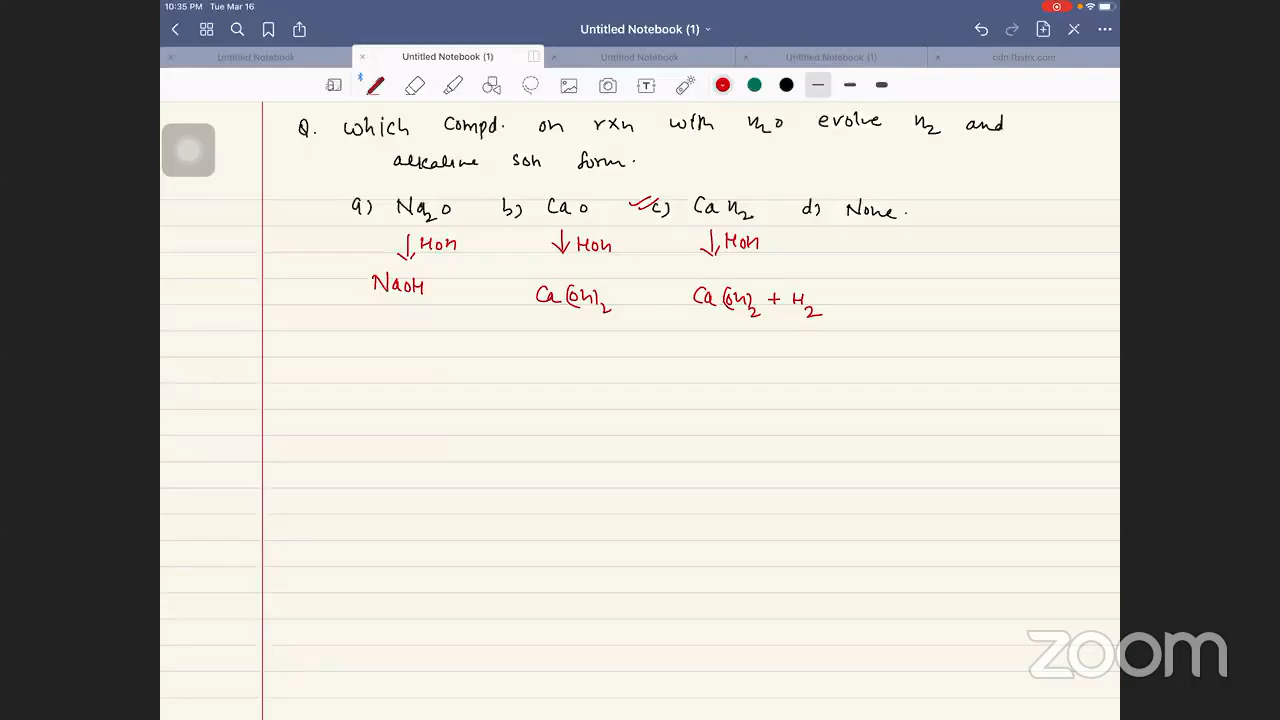 10:35 PM Tue Mar 16
Untitled Notebook (1)
Untitled Notebook Untitled Notebook (1) Untitled Notebook Untitled Notebook (1) cdn.fbsbx.com
Q. which Compd. on rxn with H2O evolve H2 and
alkaline soln form.
a) Na2O b) CaO c) CaH2 d) None.
↓HOH ↓HOH ↓HOH
NaOH Ca(OH)2 Ca(OH)2 + H2
zoom